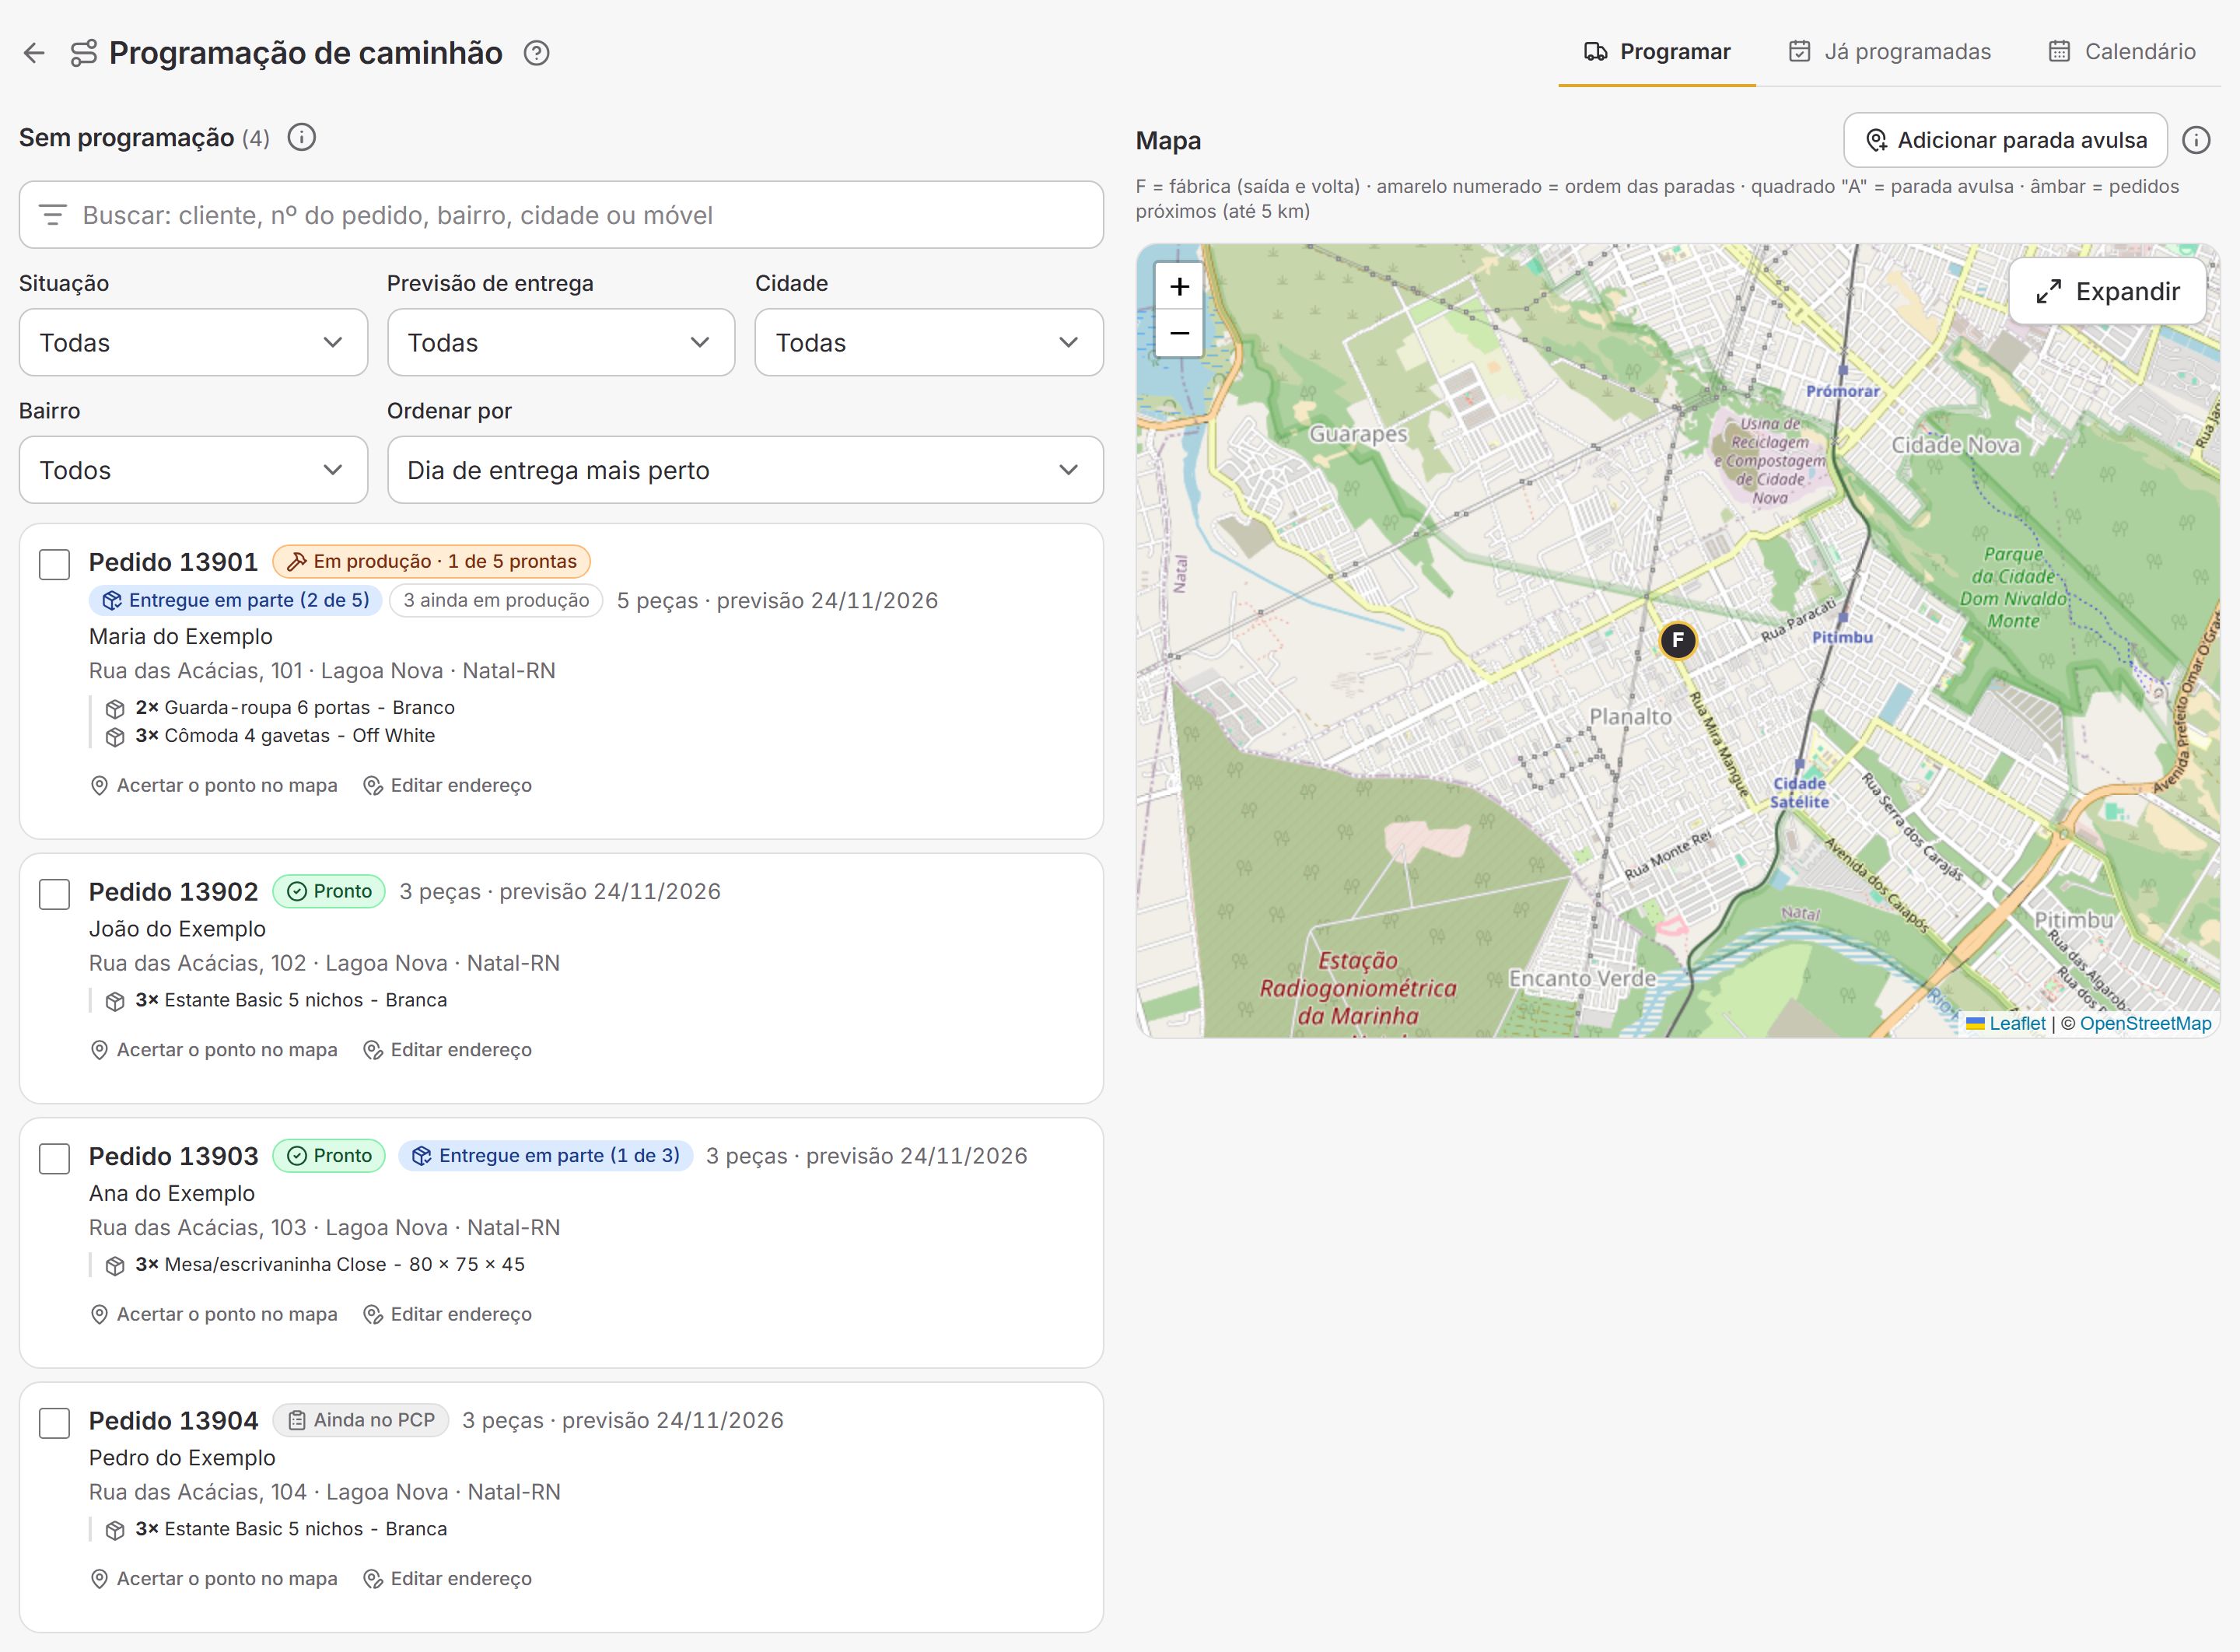 Programação de caminhão
Programar
Já programadas
Calendário
Sem programação (4)
Buscar: cliente, nº do pedido, bairro, cidade ou móvel
Situação
Previsão de entrega
Cidade
Todas
Todas
Todas
Bairro
Ordenar por
Todos
Dia de entrega mais perto
Pedido 13901 Em produção · 1 de 5 prontas
Entregue em parte (2 de 5) 3 ainda em produção 5 peças · previsão 24/11/2026
Maria do Exemplo
Rua das Acácias, 101 · Lagoa Nova · Natal-RN
2× Guarda-roupa 6 portas - Branco
3× Cômoda 4 gavetas - Off White
Acertar o ponto no mapa Editar endereço
Pedido 13902 Pronto 3 peças · previsão 24/11/2026
João do Exemplo
Rua das Acácias, 102 · Lagoa Nova · Natal-RN
3× Estante Basic 5 nichos - Branca
Acertar o ponto no mapa Editar endereço
Pedido 13903 Pronto Entregue em parte (1 de 3) 3 peças · previsão 24/11/2026
Ana do Exemplo
Rua das Acácias, 103 · Lagoa Nova · Natal-RN
3× Mesa/escrivaninha Close - 80 × 75 × 45
Acertar o ponto no mapa Editar endereço
Pedido 13904 Ainda no PCP 3 peças · previsão 24/11/2026
Pedro do Exemplo
Rua das Acácias, 104 · Lagoa Nova · Natal-RN
3× Estante Basic 5 nichos - Branca
Acertar o ponto no mapa Editar endereço
Mapa
Adicionar parada avulsa
F = fábrica (saída e volta) · amarelo numerado = ordem das paradas · quadrado "A" = parada avulsa · âmbar = pedidos
próximos (até 5 km)
+
−
Expandir
Prómorar
Guarapes
Usina de
Reciclagem
e Compostagem
de Cidade
Nova
Cidade Nova
Natal
Parque
da Cidade
Dom Nivaldo
Monte
Rua Paracati
Pitimbu
F
Planalto
Rua Mira Mangue
Avenida Prefeito Omar O'Grad
Cidade
Satélite
Rua Serra dos Carajás
Rua Monte Rei
Avenida dos Caiapós
Natal
Pitimbu
Rua das Algarobas
Rua dos
Estação
Radiogoniométrica
da Marinha
Encanto Verde
Leaflet | © OpenStreetMap